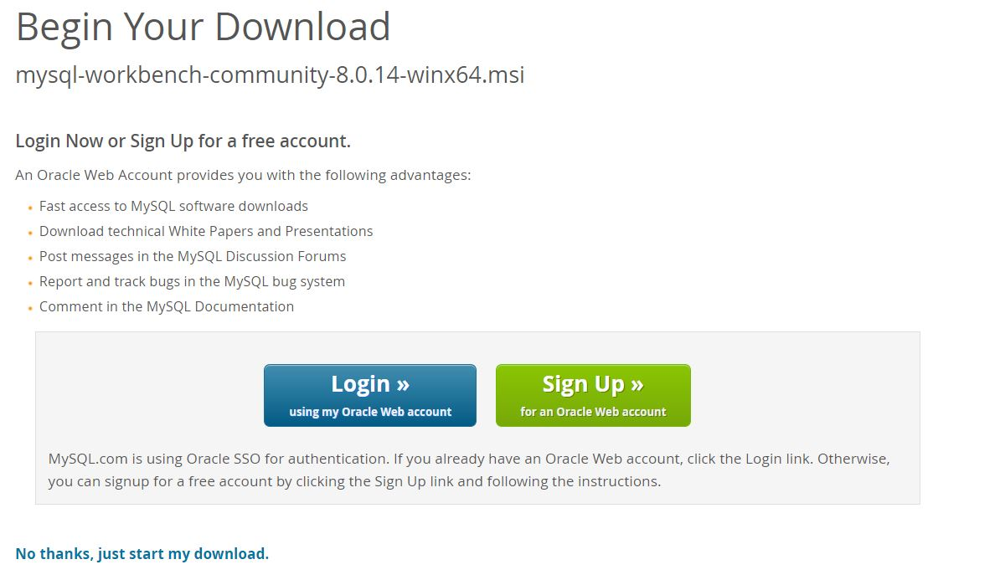 Begin Your Download
mysql-workbench-community-8.0.14-winx64.msi
Login Now or Sign Up for a free account.
An Oracle Web Account provides you with the following advantages:
Fast access to MySQL software downloads
Download technical White Papers and Presentations
Post messages in the MySQL Discussion Forums
Report and track bugs in the MySQL bug system
Comment in the MySQL Documentation
Login »
using my Oracle Web account
Sign Up »
for an Oracle Web account
MySQL.com is using Oracle SSO for authentication. If you already have an Oracle Web account, click the Login link. Otherwise,
you can signup for a free account by clicking the Sign Up link and following the instructions.
No thanks, just start my download.